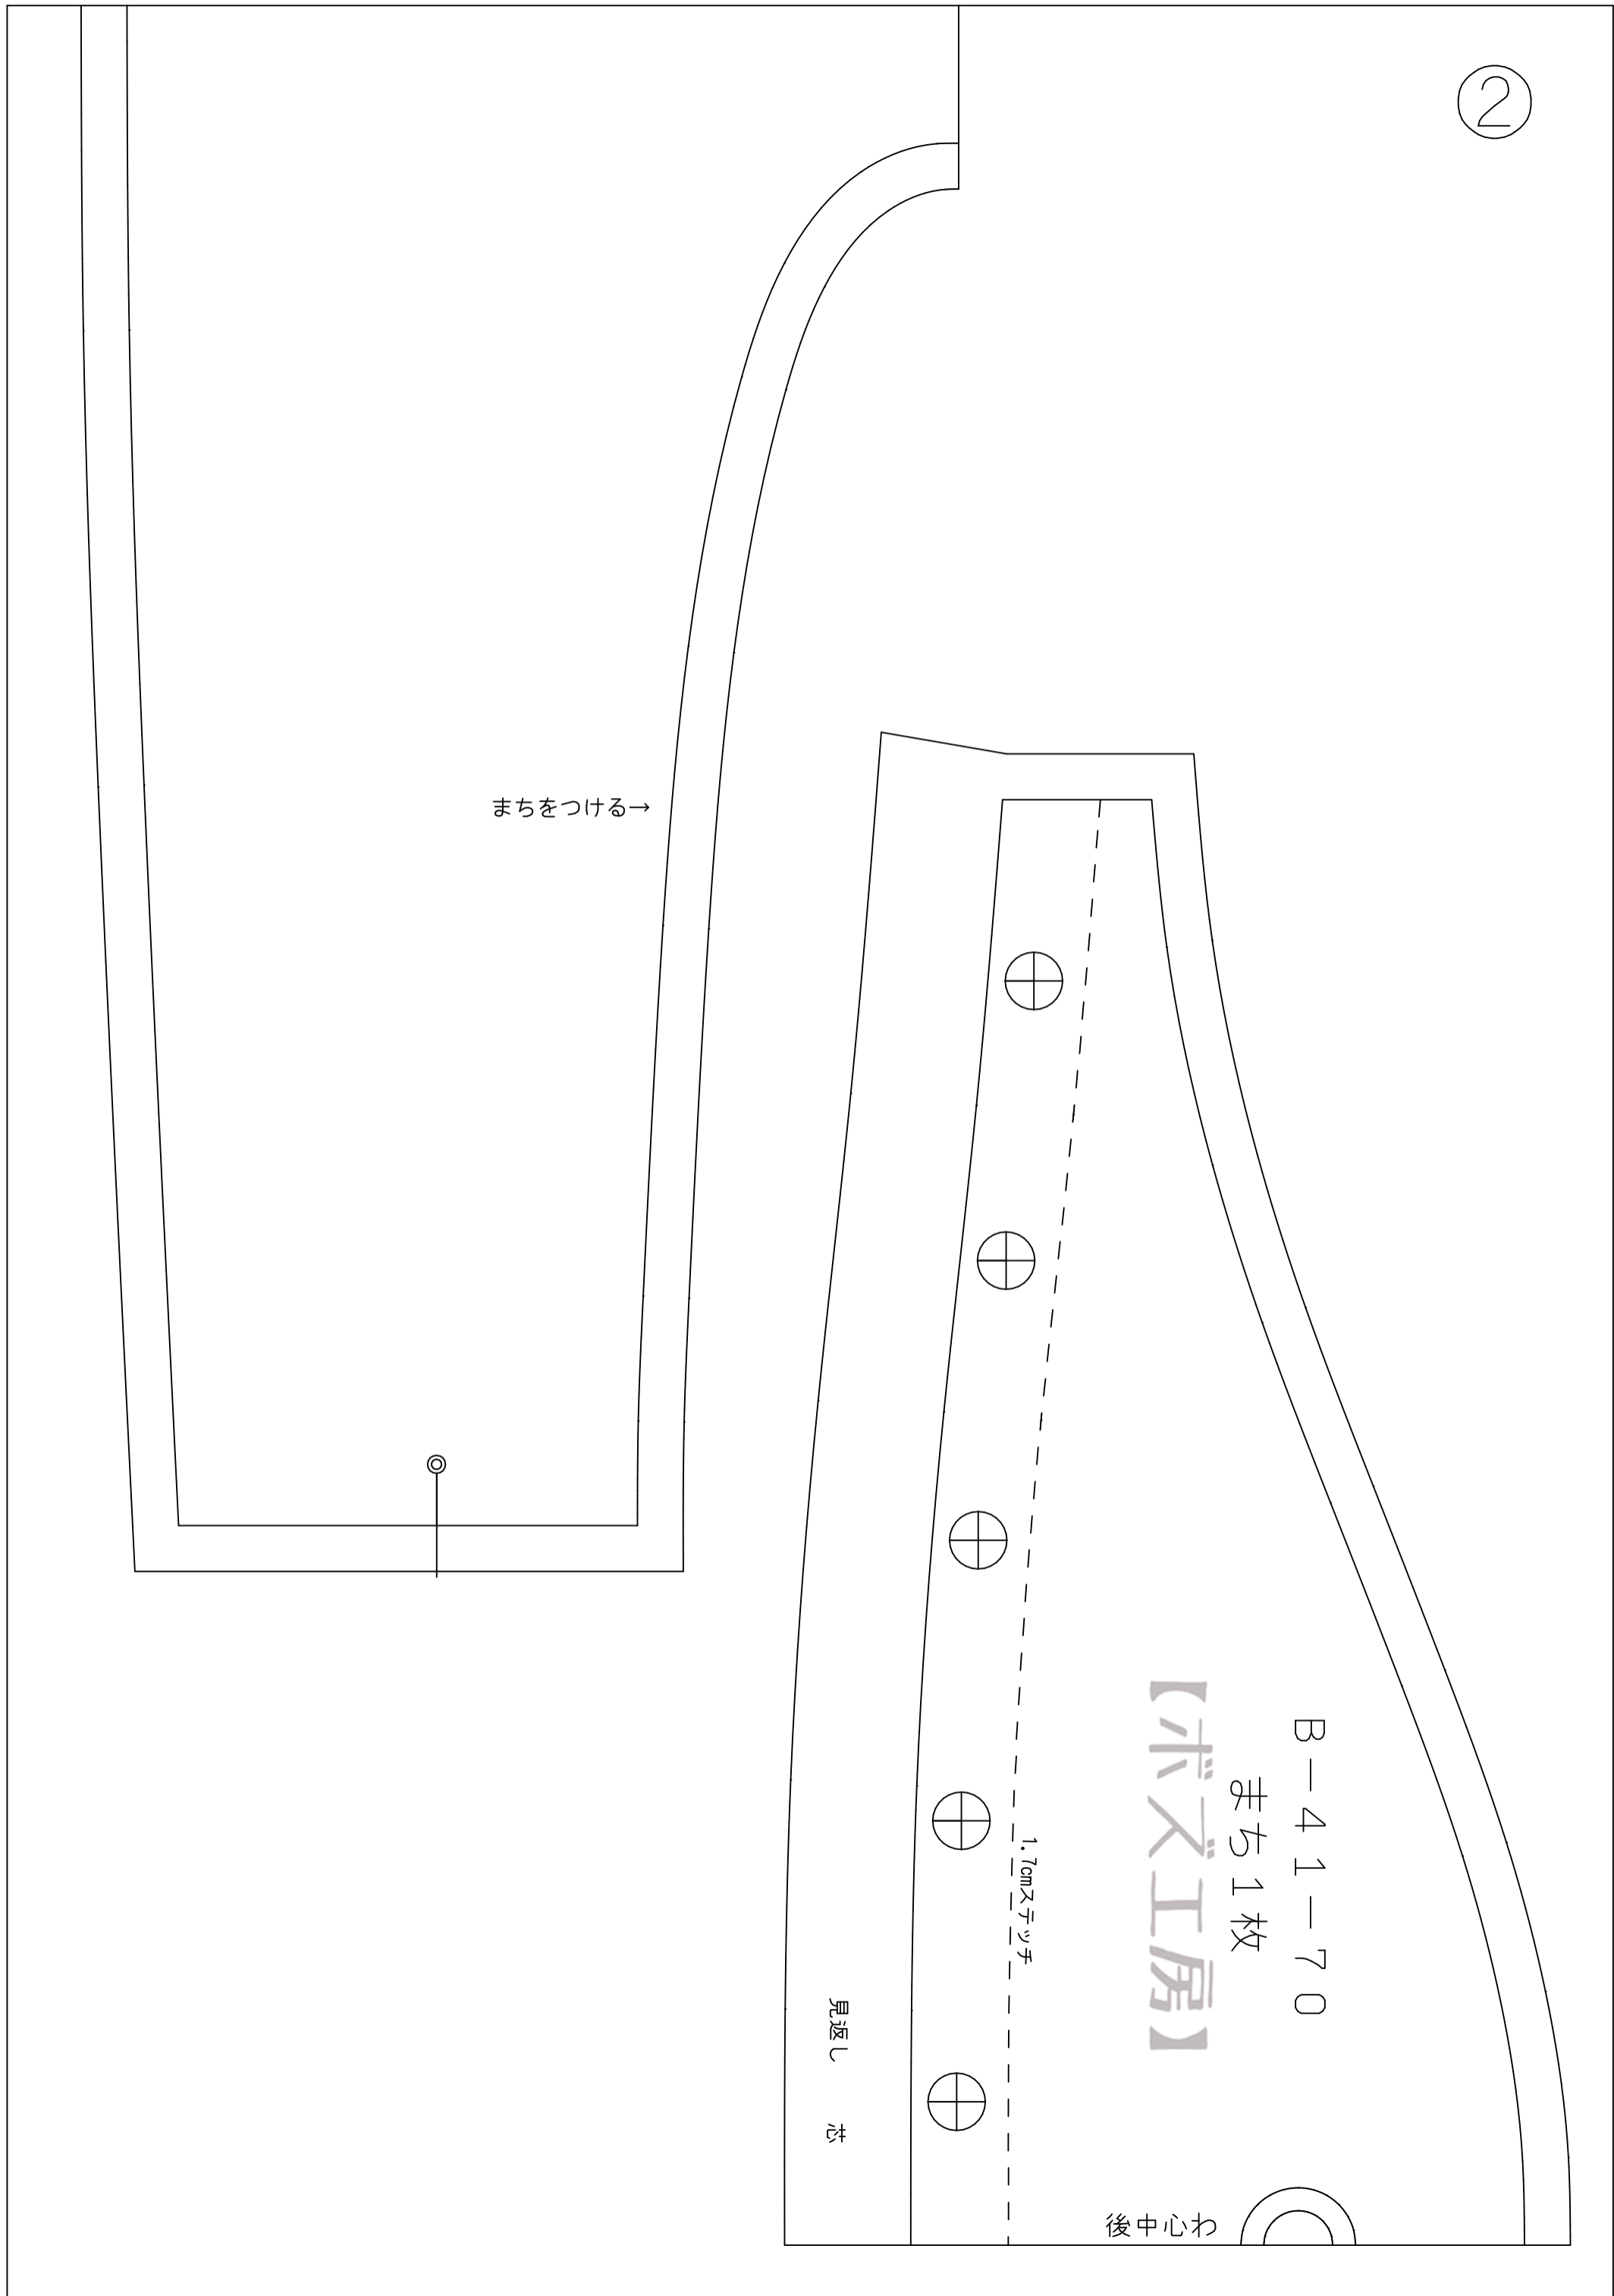 ②
まちをつける→
B－41－70
まち1枚
【ボズ工房】
1.7cmステッチ
見返し　芯
後中心わ